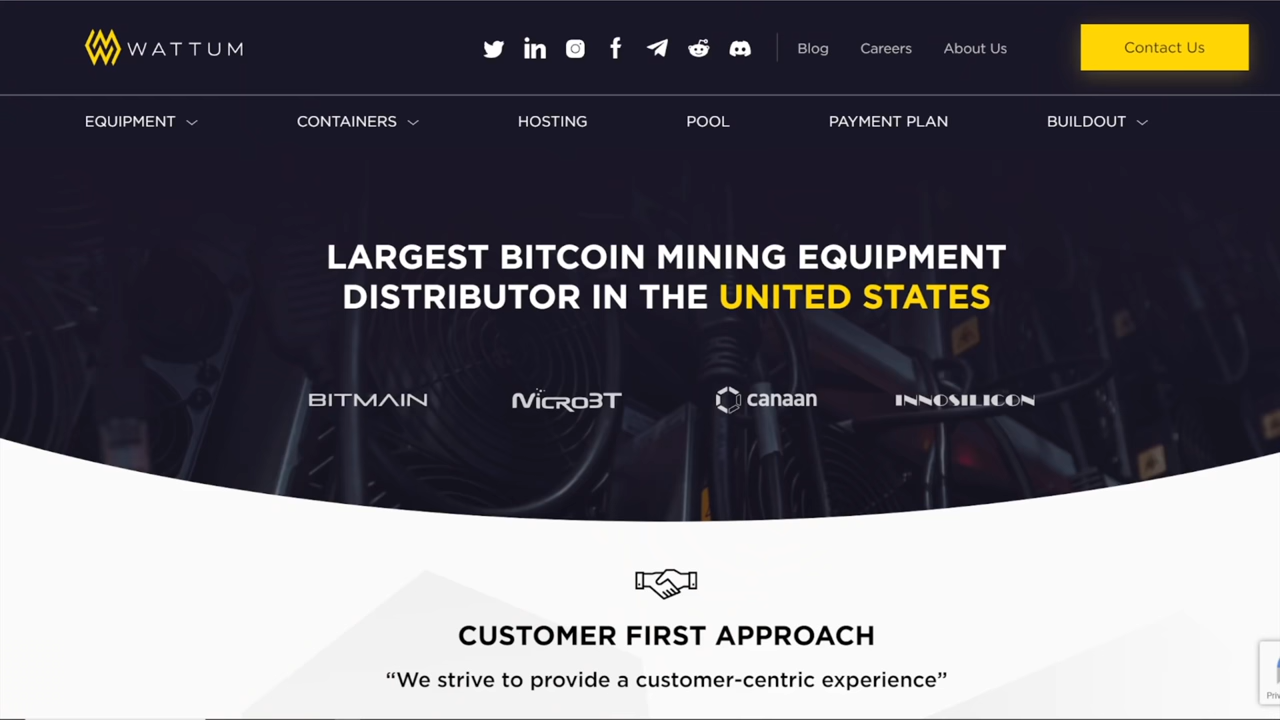 WATTUM
Blog Careers About Us Contact Us
EQUIPMENT CONTAINERS HOSTING POOL PAYMENT PLAN BUILDOUT
LARGEST BITCOIN MINING EQUIPMENT
DISTRIBUTOR IN THE UNITED STATES
BITMAIN MicroBT canaan INNOSILICON
CUSTOMER FIRST APPROACH
“We strive to provide a customer-centric experience”